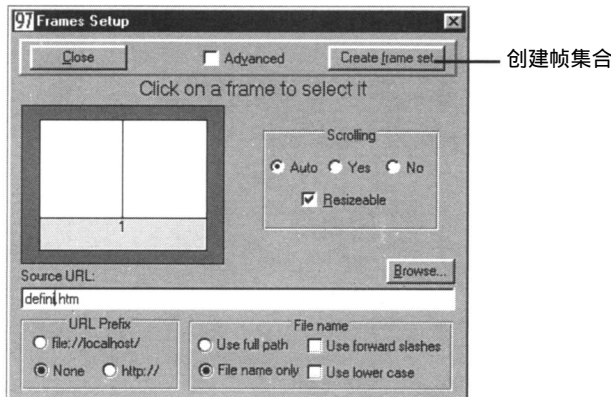 97 Frames Setup
Close
Advanced
Create frame set
创建帧集合
Click on a frame to select it
Scrolling
Auto Yes No
Resizeable
1
Browse...
Source URL:
defini.htm
URL Prefix
file://localhost/
None http://
File name
Use full path Use forward slashes
File name only Use lower case